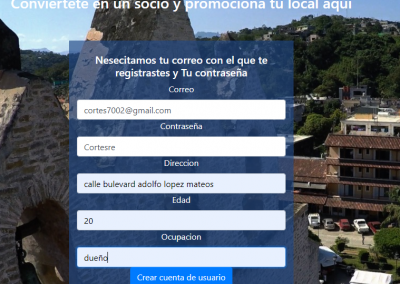 Conviertete en un socio y promociona tu local aqui
Nesecitamos tu correo con el que te
registrastes y Tu contraseña
Correo
cortes7002@gmail.com
Contraseña
Cortesre
Direccion
calle bulevard adolfo lopez mateos
Edad
20
Ocupacion
dueño
Crear cuenta de usuario